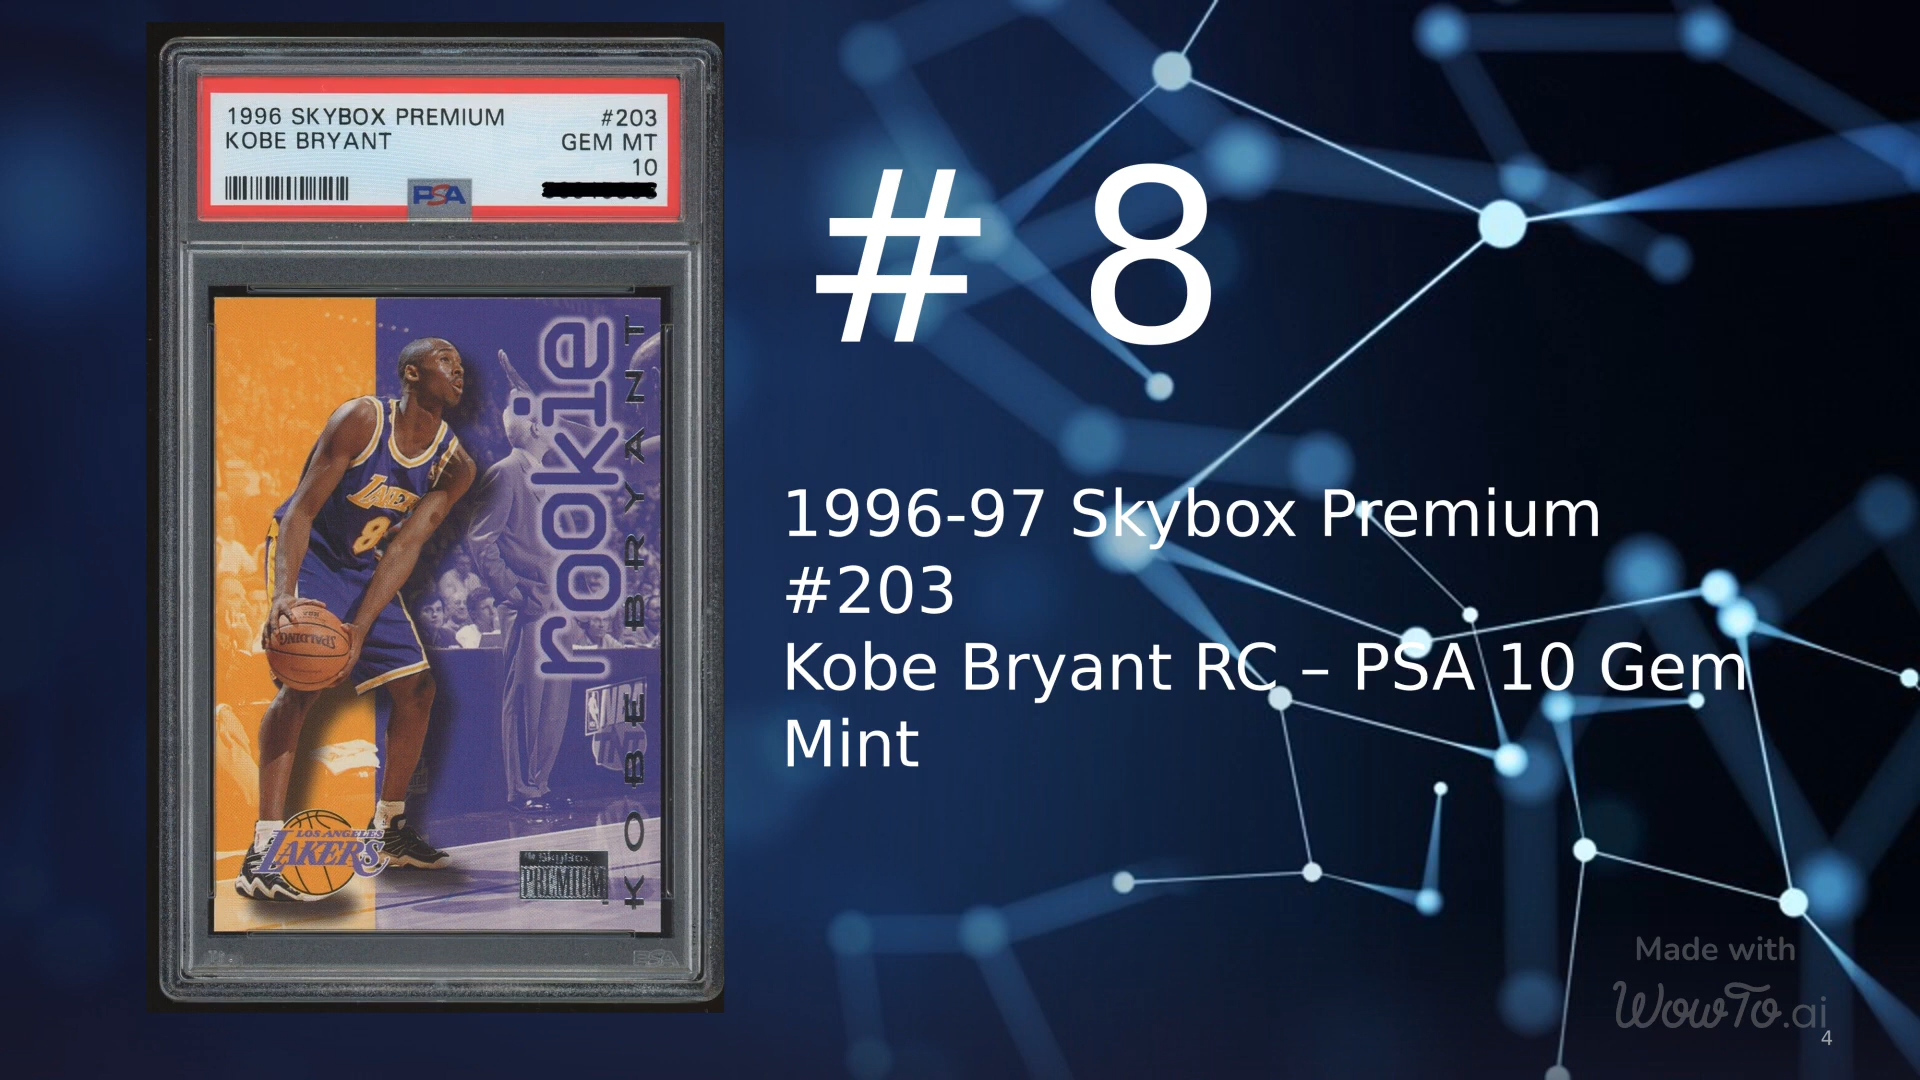 1996 SKYBOX PREMIUM #203
KOBE BRYANT GEM MT
10
PSA
# 8
rookie
KOBE BRYANT
LAKERS
8
SPALDING
NBA
LOS ANGELES
LAKERS
SkyBox
PREMIUM
PSA
1996-97 Skybox Premium
#203
Kobe Bryant RC – PSA 10 Gem
Mint
Made with
WowTo.ai
4